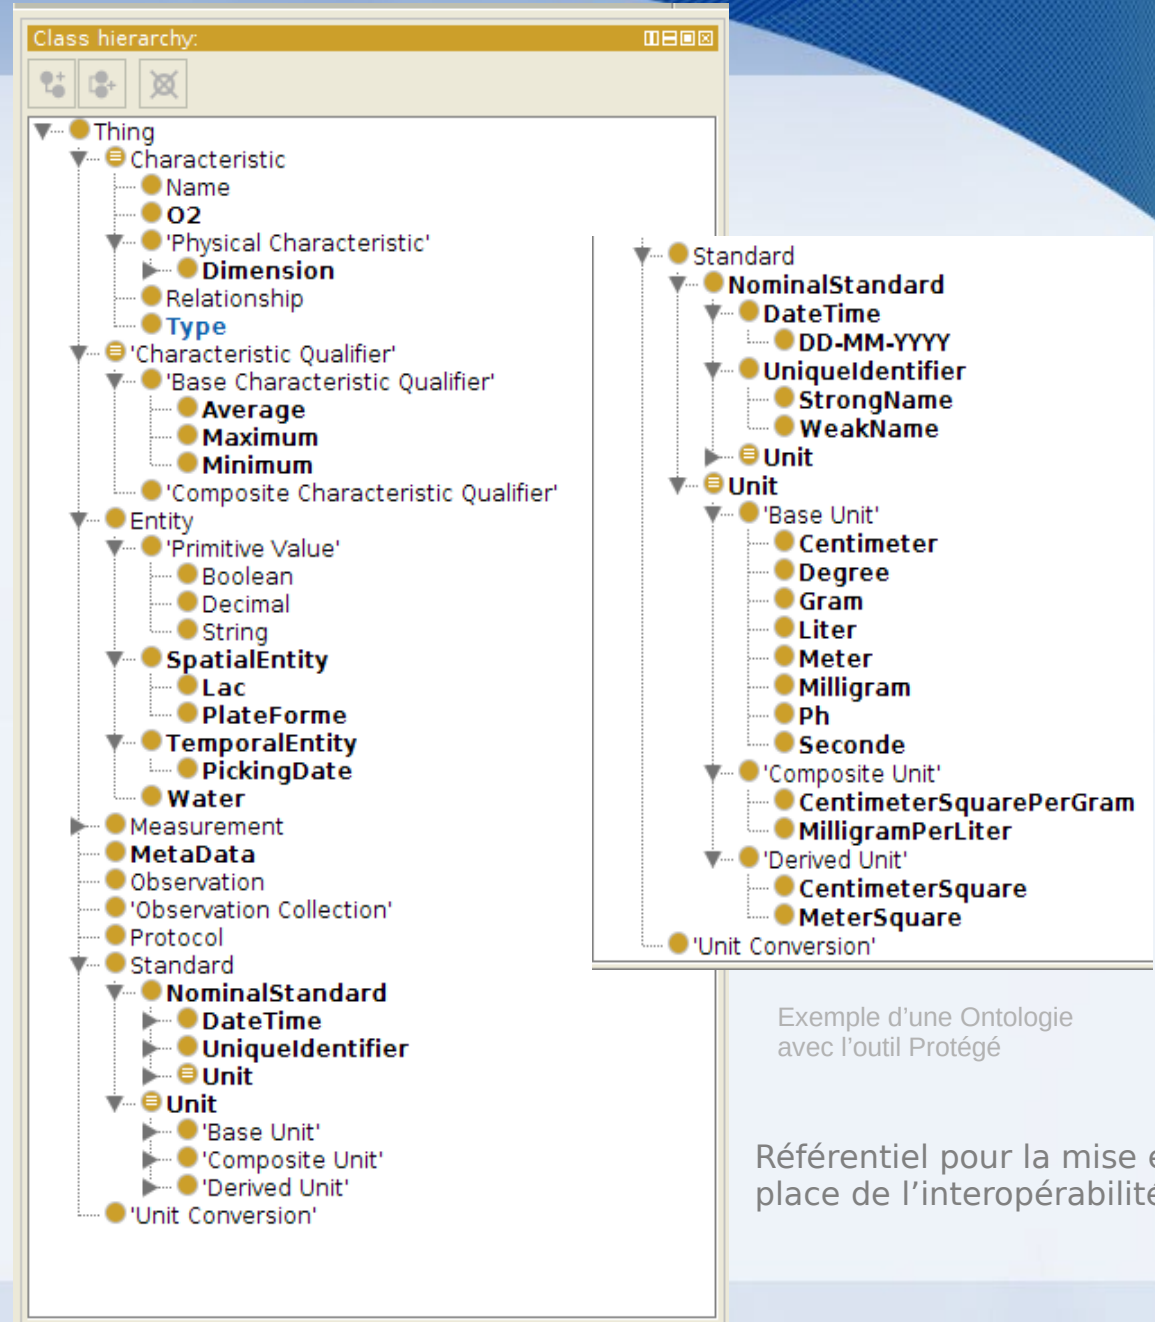 Class hierarchy:
Thing
Characteristic
Name
O2
'Physical Characteristic'
Dimension
Relationship
Type
'Characteristic Qualifier'
'Base Characteristic Qualifier'
Average
Maximum
Minimum
'Composite Characteristic Qualifier'
Entity
'Primitive Value'
Boolean
Decimal
String
SpatialEntity
Lac
PlateForme
TemporalEntity
PickingDate
Water
Measurement
MetaData
Observation
'Observation Collection'
Protocol
Standard
NominalStandard
DateTime
UniqueIdentifier
Unit
Unit
'Base Unit'
'Composite Unit'
'Derived Unit'
'Unit Conversion'
Standard
NominalStandard
DateTime
DD-MM-YYYY
UniqueIdentifier
StrongName
WeakName
Unit
Unit
'Base Unit'
Centimeter
Degree
Gram
Liter
Meter
Milligram
Ph
Seconde
'Composite Unit'
CentimeterSquarePerGram
MilligramPerLiter
'Derived Unit'
CentimeterSquare
MeterSquare
'Unit Conversion'
Exemple d'une Ontologie
avec l'outil Protégé
Référentiel pour la mise
place de l'interopérabilité